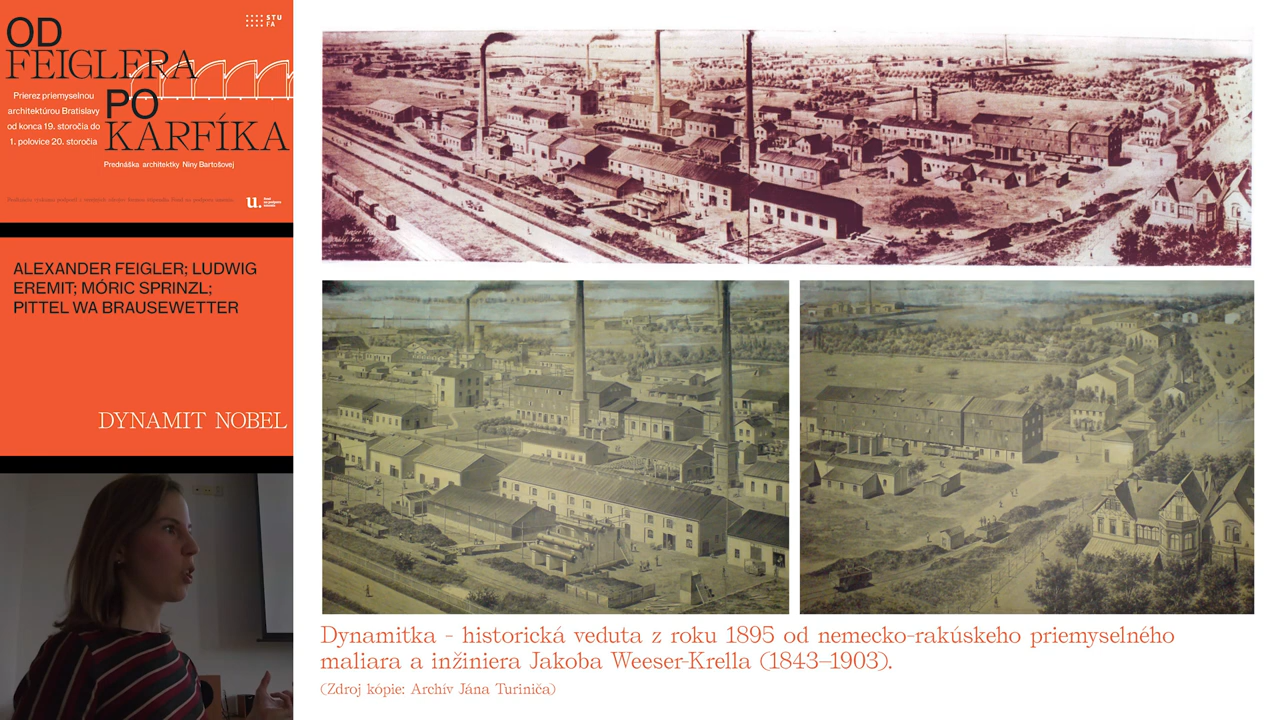 OD
FEIGLERA
PO
KARFÍKA
STU
FA
Prierez priemyselnou
architektúrou Bratislavy
od konca 19. storočia do
1. polovice 20. storočia
Prednáška architektky Niny Bartošovej
u.
ALEXANDER FEIGLER; LUDWIG
EREMIT; MÓRIC SPRINZL;
PITTEL WA BRAUSEWETTER
DYNAMIT NOBEL
Dynamitka - historická veduta z roku 1895 od nemecko-rakúskeho priemyselného
maliara a inžiniera Jakoba Weeser-Krella (1843–1903).
(Zdroj kópie: Archív Jána Turiniča)